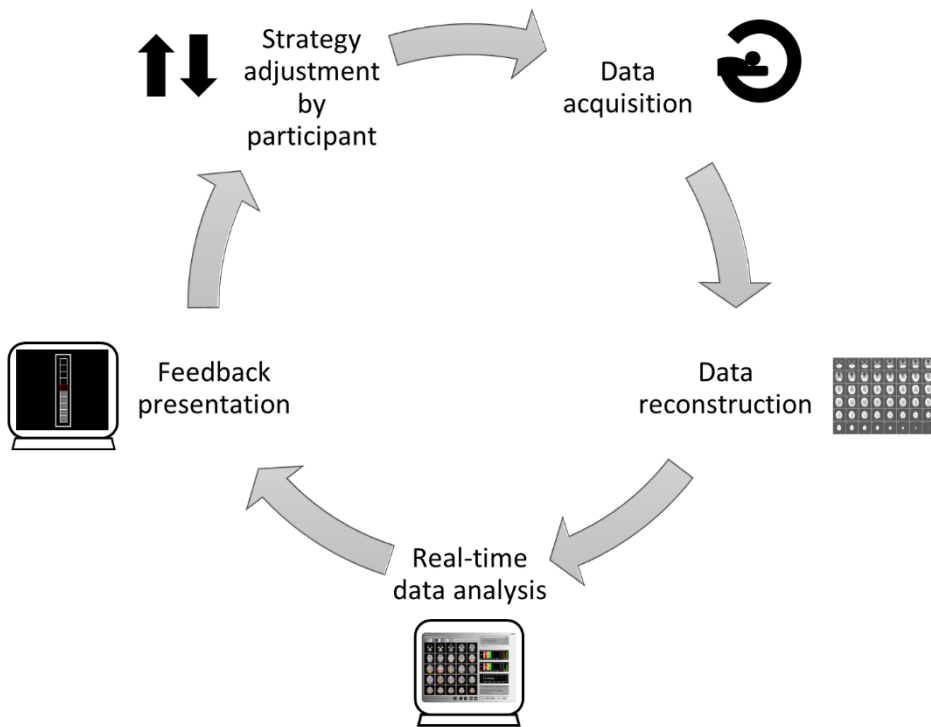 Strategy
adjustment
by
participant
Data
acquisition
Data
reconstruction
Real-time
data analysis
Feedback
presentation